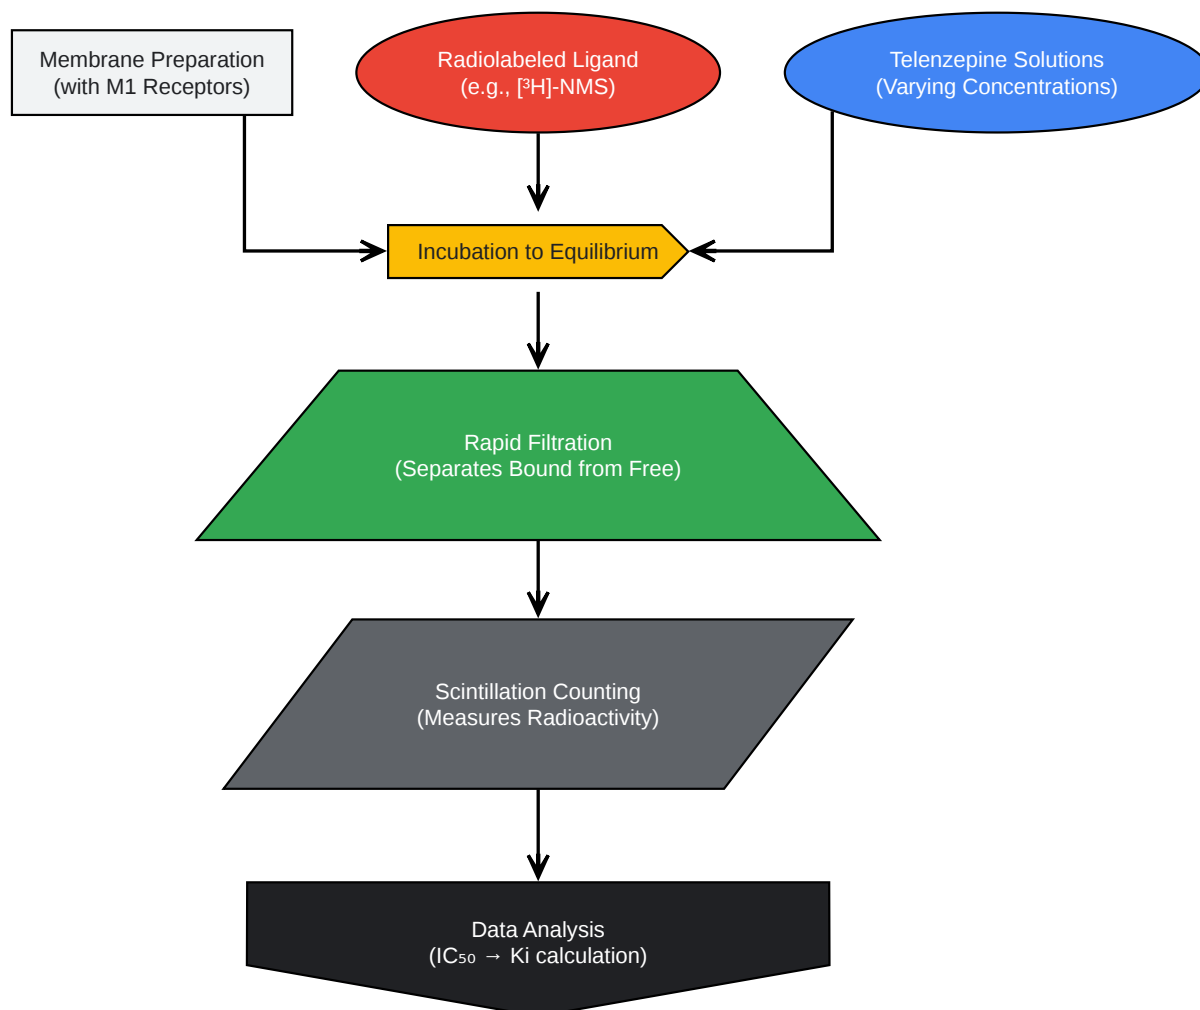 Membrane Preparation
(with M1 Receptors)
Radiolabeled Ligand
(e.g., [³H]-NMS)
Telenzepine Solutions
(Varying Concentrations)
Incubation to Equilibrium
Rapid Filtration
(Separates Bound from Free)
Scintillation Counting
(Measures Radioactivity)
Data Analysis
(IC₅₀ → Ki calculation)